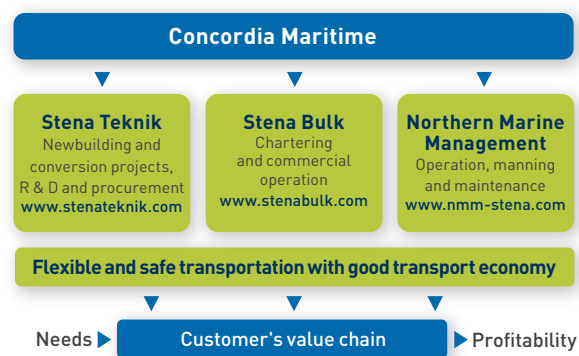 Concordia Maritime
Stena Teknik
Newbuilding and
conversion projects,
R & D and procurement
www.stenateknik.com
Stena Bulk
Chartering
and commercial
operation
www.stenabulk.com
Northern Marine
Management
Operation, manning
and maintenance
www.nmm-stena.com
Flexible and safe transportation with good transport economy
Needs
Customer's value chain
Profitability